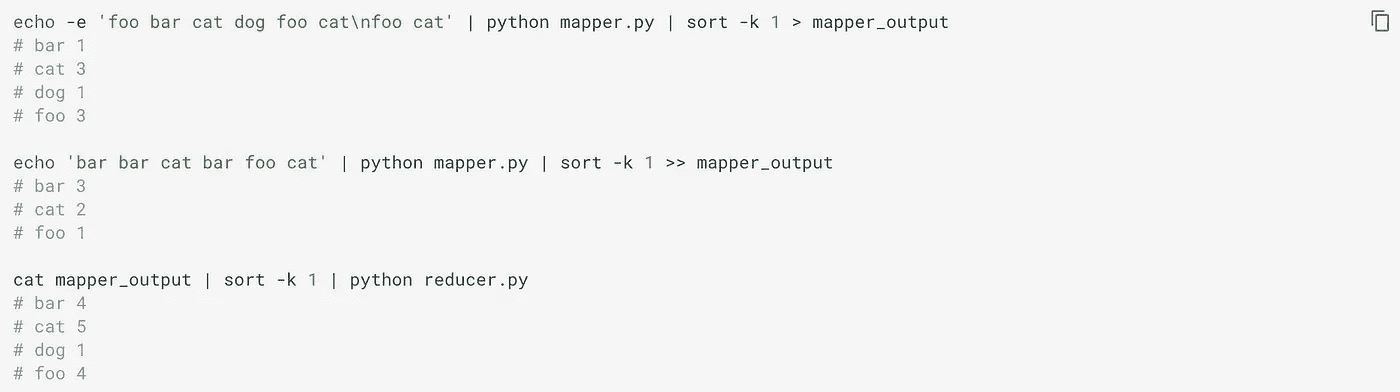 echo -e 'foo bar cat dog foo cat\nfoo cat' | python mapper.py | sort -k 1 > mapper_output
# bar 1
# cat 3
# dog 1
# foo 3
echo 'bar bar cat bar foo cat' | python mapper.py | sort -k 1 >> mapper_output
# bar 3
# cat 2
# foo 1
cat mapper_output | sort -k 1 | python reducer.py
# bar 4
# cat 5
# dog 1
# foo 4